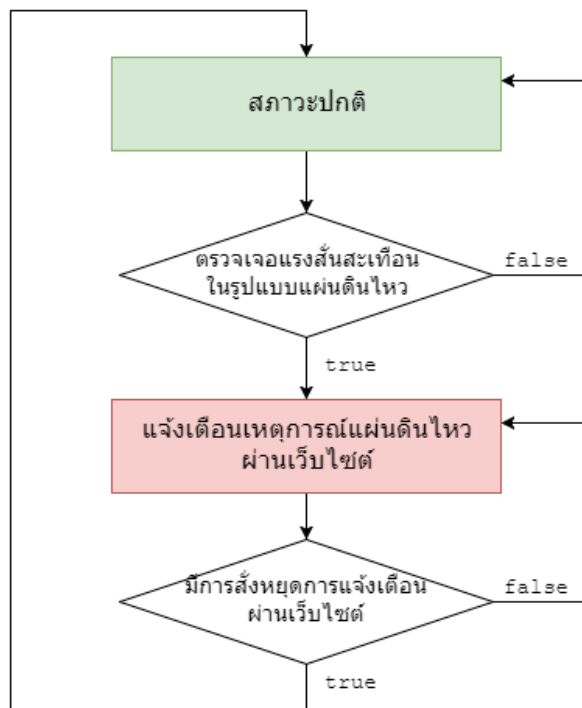 สภาวะปกติ
ตรวจเจอแรงสั่นสะเทือน
ในรูปแบบแผ่นดินไหว
false
true
แจ้งเตือนเหตุการณ์แผ่นดินไหว
ผ่านเว็บไซต์
มีการสั่งหยุดการแจ้งเตือน
ผ่านเว็บไซต์
false
true